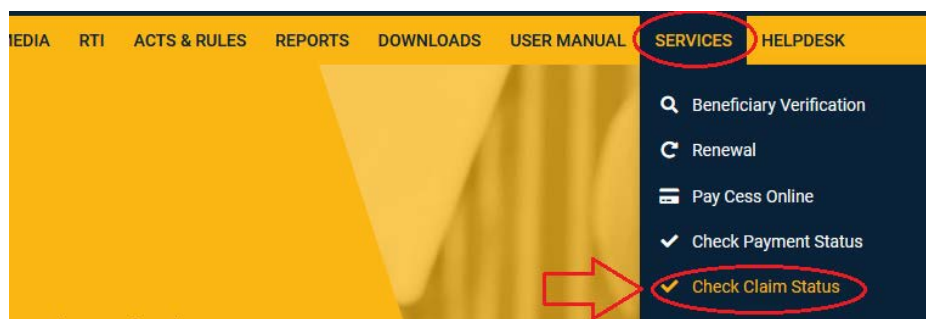 RTI ACTS & RULES REPORTS DOWNLOADS USER MANUAL SERVICES HELPDESK
Beneficiary Verification
Renewal
Pay Cess Online
Check Payment Status
Check Claim Status